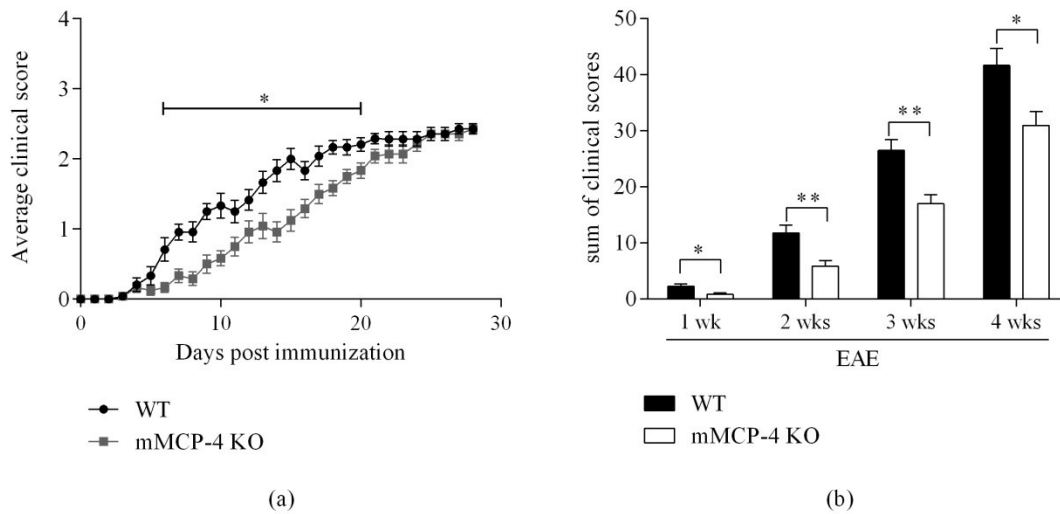 4
3
2
1
0
Average clinical score
*
0 10 20 30
Days post immunization
WT
mMCP-4 KO
(a)
50
40
30
20
10
0
sum of clinical scores
*
**
**
*
1 wk 2 wks 3 wks 4 wks
EAE
WT
mMCP-4 KO
(b)